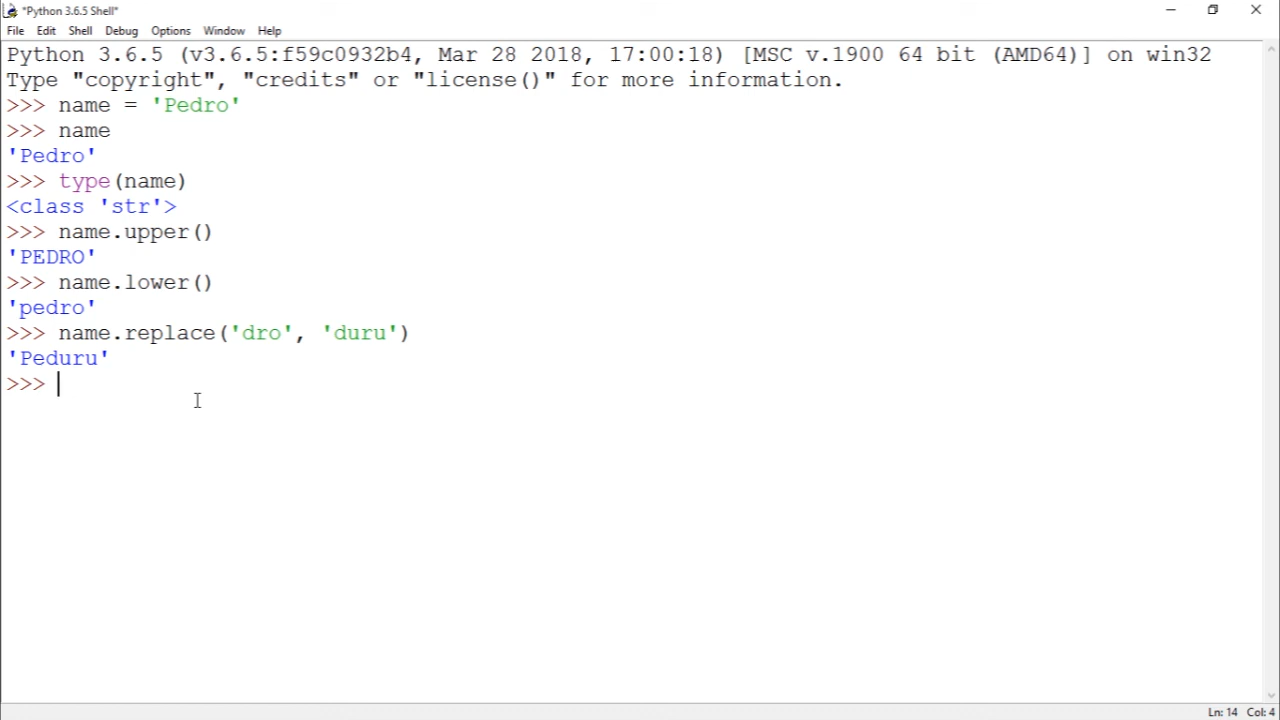 *Python 3.6.5 Shell*
File Edit Shell Debug Options Window Help
Python 3.6.5 (v3.6.5:f59c0932b4, Mar 28 2018, 17:00:18) [MSC v.1900 64 bit (AMD64)] on win32
Type "copyright", "credits" or "license()" for more information.
>>> name = 'Pedro'
>>> name
'Pedro'
>>> type(name)
<class 'str'>
>>> name.upper()
'PEDRO'
>>> name.lower()
'pedro'
>>> name.replace('dro', 'duru')
'Peduru'
>>>
Ln: 14 Col: 4